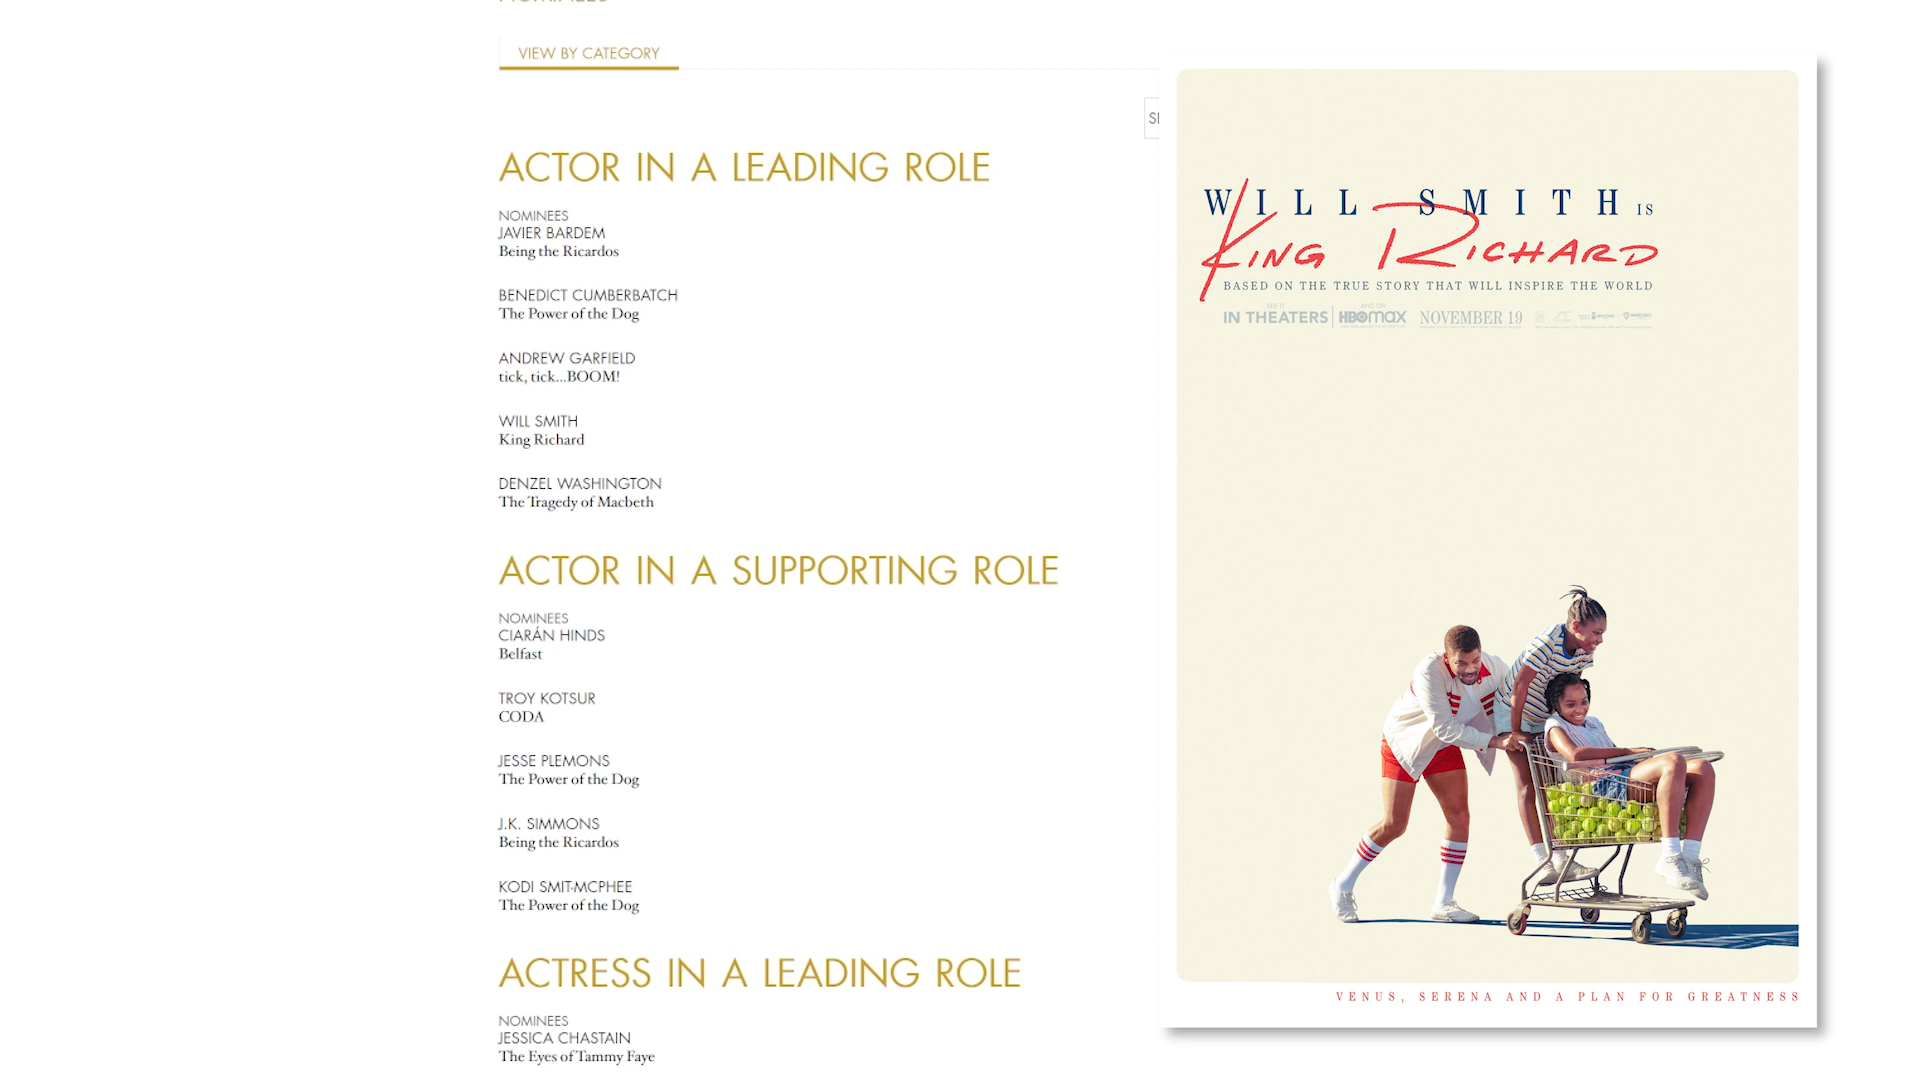 VIEW BY CATEGORY
ACTOR IN A LEADING ROLE
NOMINEES
JAVIER BARDEM
Being the Ricardos
BENEDICT CUMBERBATCH
The Power of the Dog
ANDREW GARFIELD
tick, tick...BOOM!
WILL SMITH
King Richard
DENZEL WASHINGTON
The Tragedy of Macbeth
ACTOR IN A SUPPORTING ROLE
NOMINEES
CIARÁN HINDS
Belfast
TROY KOTSUR
CODA
JESSE PLEMONS
The Power of the Dog
J.K. SIMMONS
Being the Ricardos
KODI SMIT-MCPHEE
The Power of the Dog
ACTRESS IN A LEADING ROLE
NOMINEES
JESSICA CHASTAIN
The Eyes of Tammy Faye
WILL SMITH IS
KING RICHARD
BASED ON THE TRUE STORY THAT WILL INSPIRE THE WORLD
SEE IT
IN THEATERS
AND ON
HBOMAX
NOVEMBER 19
VENUS, SERENA AND A PLAN FOR GREATNESS